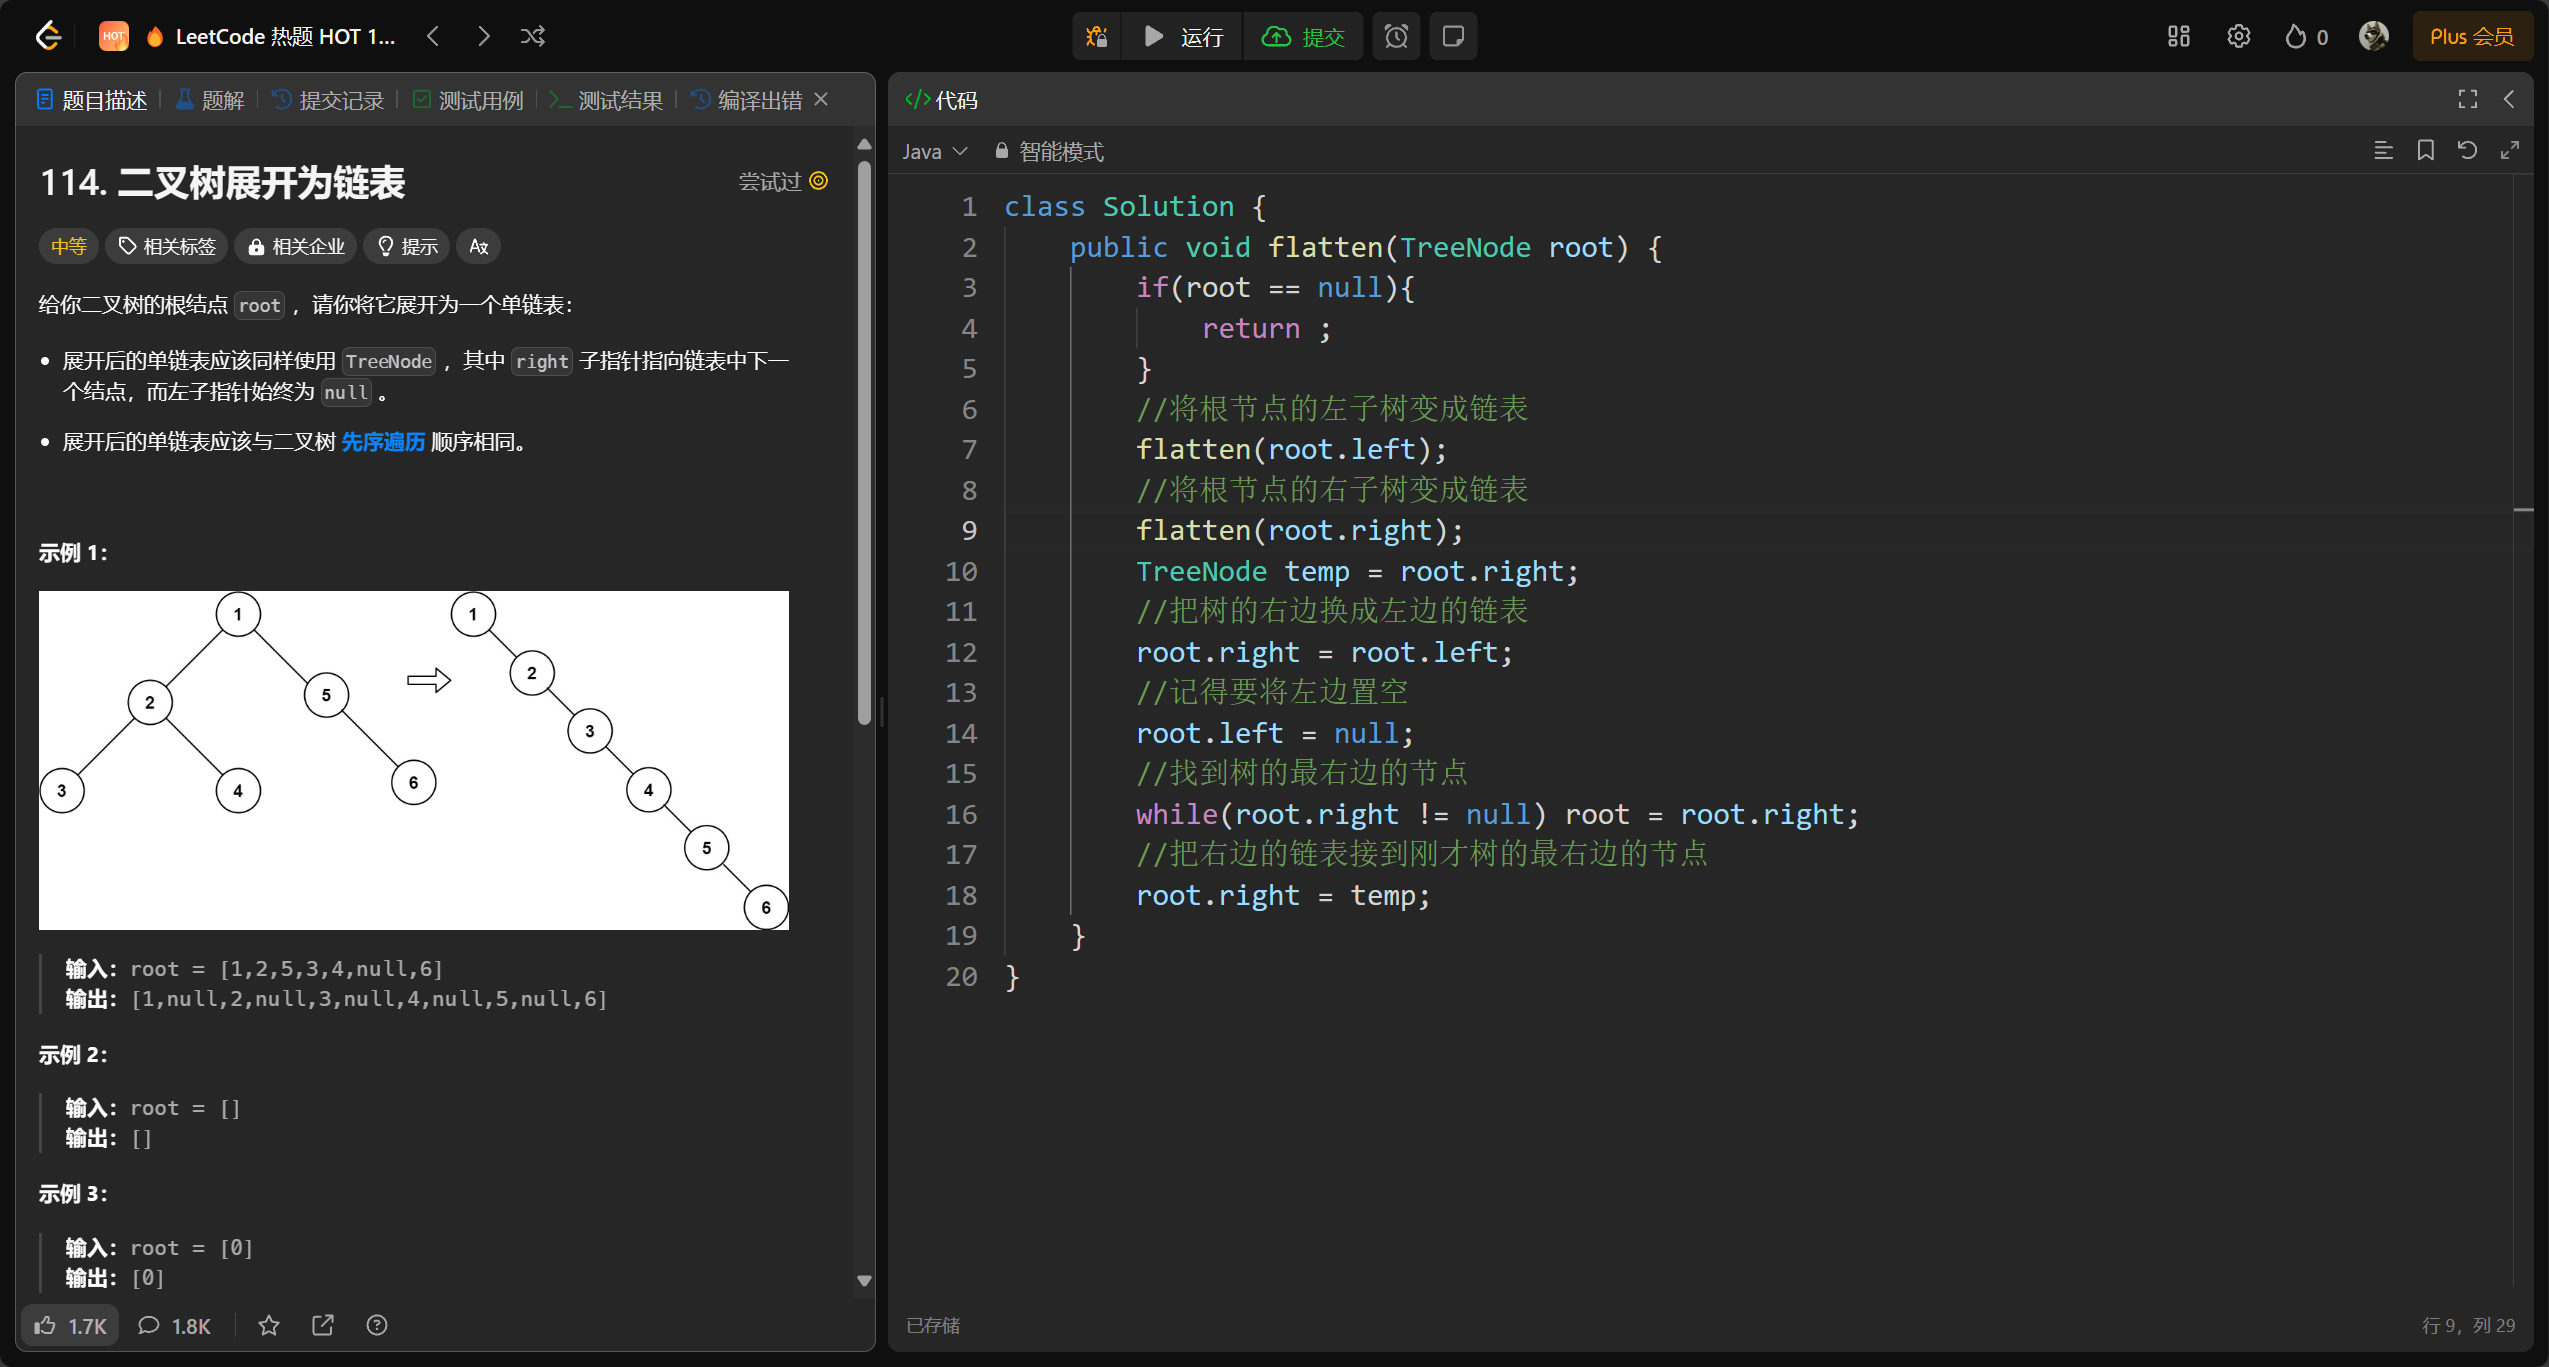 HOT LeetCode 热题 HOT 1... 运行 提交 0 Plus 会员
题目描述 题解 提交记录 测试用例 测试结果 编译出错
114. 二叉树展开为链表 尝试过
中等 相关标签 相关企业 提示
给你二叉树的根结点 root ，请你将它展开为一个单链表：
展开后的单链表应该同样使用 TreeNode ，其中 right 子指针指向链表中下一
个结点，而左子指针始终为 null 。
展开后的单链表应该与二叉树 先序遍历 顺序相同。
示例 1：
1
2
5
3
4
6
1
2
3
4
5
6
输入：root = [1,2,5,3,4,null,6]
输出：[1,null,2,null,3,null,4,null,5,null,6]
示例 2：
输入：root = []
输出：[]
示例 3：
输入：root = [0]
输出：[0]
1.7K 1.8K
</> 代码
Java 智能模式
1 class Solution {
2 public void flatten(TreeNode root) {
3 if(root == null){
4 return ;
5 }
6 //将根节点的左子树变成链表
7 flatten(root.left);
8 //将根节点的右子树变成链表
9 flatten(root.right);
10 TreeNode temp = root.right;
11 //把树的右边换成左边的链表
12 root.right = root.left;
13 //记得要将左边置空
14 root.left = null;
15 //找到树的最右边的节点
16 while(root.right != null) root = root.right;
17 //把右边的链表接到刚才树的最右边的节点
18 root.right = temp;
19 }
20 }
已存储 行 9，列 29